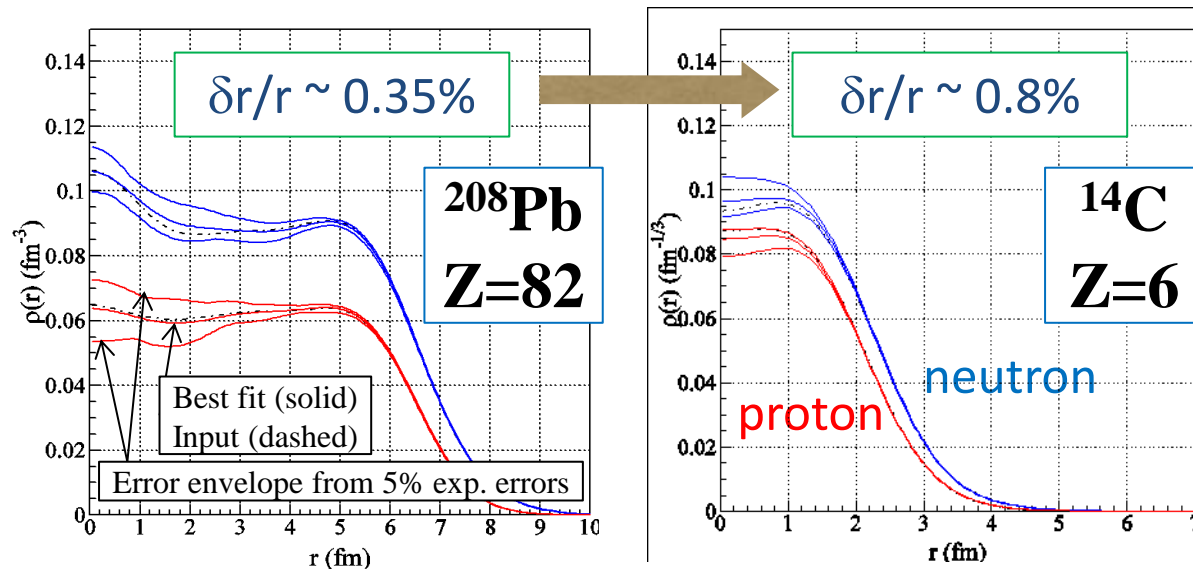 0.14
0.12
0.1
0.08
0.06
0.04
0.02
0
ρ(r) (fm⁻³)
δr/r ~ 0.35%
²⁰⁸Pb
Z=82
Best fit (solid)
Input (dashed)
Error envelope from 5% exp. errors
0 1 2 3 4 5 6 7 8 9 10
r (fm)
0.14
0.12
0.1
0.08
0.06
0.04
0.02
0
ρ(r) (fm⁻¹/³)
δr/r ~ 0.8%
¹⁴C
Z=6
neutron
proton
0 1 2 3 4 5 6 7
r (fm)